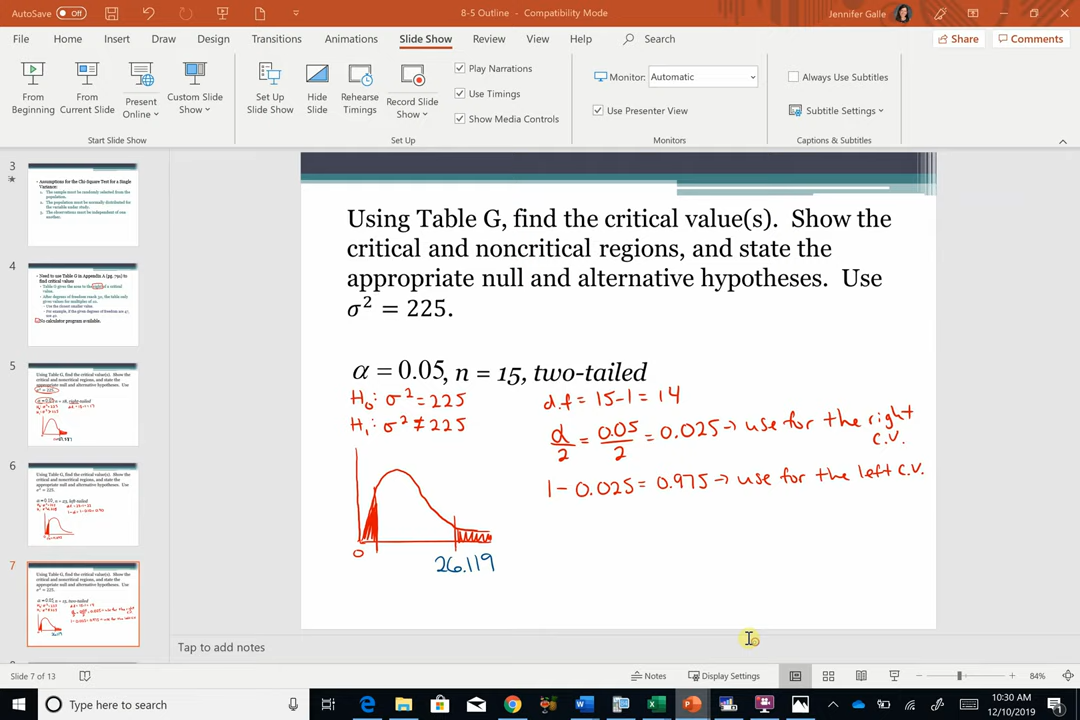 AutoSave Off
8-5 Outline - Compatibility Mode
Jennifer Galle
File Home Insert Draw Design Transitions Animations Slide Show Review View Help Search
Share Comments
From Beginning
From Current Slide
Present Online
Custom Slide Show
Set Up Slide Show
Hide Slide
Rehearse Timings
Record Slide Show
Play Narrations
Use Timings
Show Media Controls
Monitor: Automatic
Use Presenter View
Always Use Subtitles
Subtitle Settings
Start Slide Show
Set Up
Monitors
Captions & Subtitles
3
4
5
6
7
Using Table G, find the critical value(s). Show the
critical and noncritical regions, and state the
appropriate null and alternative hypotheses. Use
σ² = 225.
α = 0.05, n = 15, two-tailed
H₀: σ² = 225
H₁: σ² ≠ 225
d.f = 15-1 = 14
α/2 = 0.05/2 = 0.025 → use for the right
c.v.
1 - 0.025 = 0.975 → use for the left c.v.
0
26.119
Tap to add notes
Slide 7 of 13
Notes
Display Settings
84%
Type here to search
10:30 AM
12/10/2019